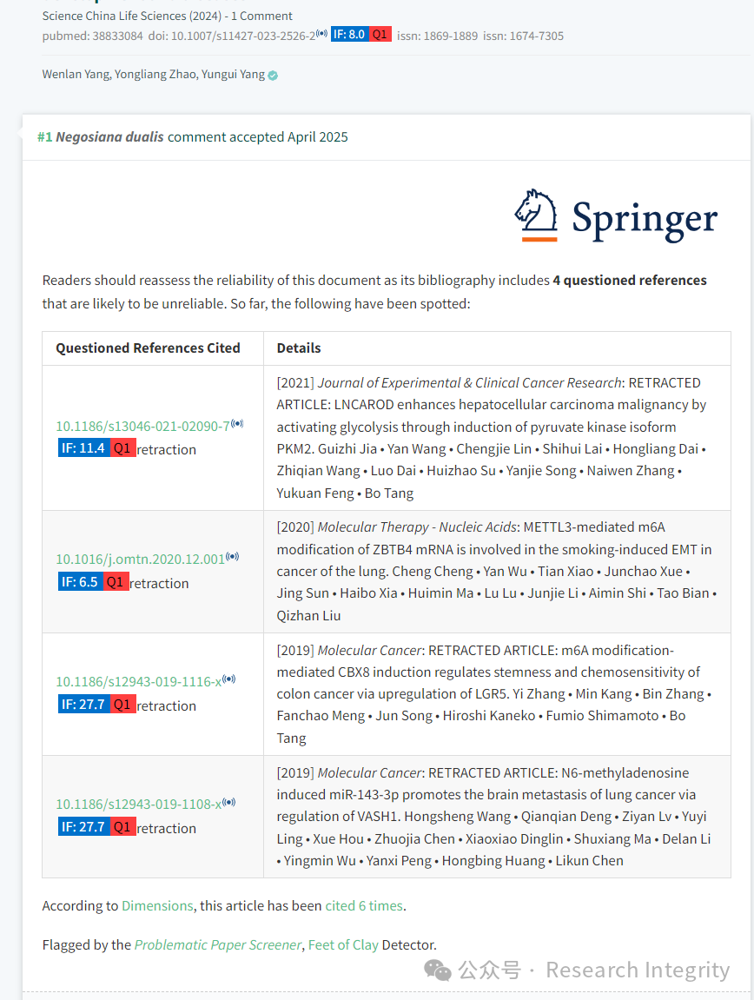 Science China Life Sciences (2024) - 1 Comment
pubmed: 38833084 doi: 10.1007/s11427-023-2526-2 IF: 8.0 Q1 issn: 1869-1889 issn: 1674-7305
Wenlan Yang, Yongliang Zhao, Yungui Yang
#1 Negosiana dualis comment accepted April 2025
Springer
Readers should reassess the reliability of this document as its bibliography includes 4 questioned references
that are likely to be unreliable. So far, the following have been spotted:
Questioned References Cited
Details
10.1186/s13046-021-02090-7
IF: 11.4 Q1 retraction
[2021] Journal of Experimental & Clinical Cancer Research: RETRACTED
ARTICLE: LNCAROD enhances hepatocellular carcinoma malignancy by
activating glycolysis through induction of pyruvate kinase isoform
PKM2. Guizhi Jia • Yan Wang • Chengjie Lin • Shihui Lai • Hongliang Dai •
Zhiqian Wang • Luo Dai • Huizhao Su • Yanjie Song • Naiwen Zhang •
Yukuan Feng • Bo Tang
10.1016/j.omtn.2020.12.001
IF: 6.5 Q1 retraction
[2020] Molecular Therapy - Nucleic Acids: METTL3-mediated m6A
modification of ZBTB4 mRNA is involved in the smoking-induced EMT in
cancer of the lung. Cheng Cheng • Yan Wu • Tian Xiao • Junchao Xue •
Jing Sun • Haibo Xia • Huimin Ma • Lu Lu • Junjie Li • Aimin Shi • Tao Bian •
Qizhan Liu
10.1186/s12943-019-1116-x
IF: 27.7 Q1 retraction
[2019] Molecular Cancer: RETRACTED ARTICLE: m6A modification-
mediated CBX8 induction regulates stemness and chemosensitivity of
colon cancer via upregulation of LGR5. Yi Zhang • Min Kang • Bin Zhang •
Fanchao Meng • Jun Song • Hiroshi Kaneko • Fumio Shimamoto • Bo
Tang
10.1186/s12943-019-1108-x
IF: 27.7 Q1 retraction
[2019] Molecular Cancer: RETRACTED ARTICLE: N6-methyladenosine
induced miR-143-3p promotes the brain metastasis of lung cancer via
regulation of VASH1. Hongsheng Wang • Qianqian Deng • Ziyan Lv • Yuyi
Ling • Xue Hou • Zhuojia Chen • Xiaoxiao Dinglin • Shuxiang Ma • Delan Li
• Yingmin Wu • Yanxi Peng • Hongbing Huang • Likun Chen
According to Dimensions, this article has been cited 6 times.
Flagged by the Problematic Paper Screener, Feet of Clay Detector.
公众号 · Research Integrity